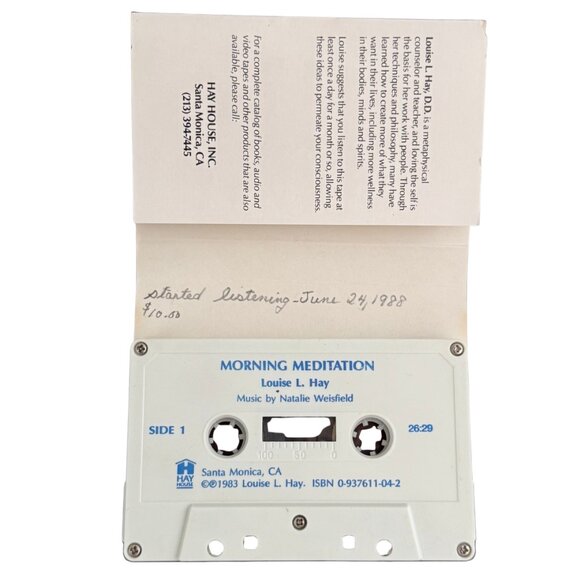 Louise L. Hay, D.D. is a metaphysical
counselor and teacher, and loving the self is
the basis for her work with people. Through
her techniques and philosophy, many have
learned how to create more of what they
want in their lives, including more wellness
in their bodies, minds and spirits.
Louise suggests that you listen to this tape at
least once a day for a month or so, allowing
these ideas to permeate your consciousness.
For a complete catalog of books, audio and
video tapes and other products that are also
available, please call:
HAY HOUSE, INC.
Santa Monica, CA
(213) 394-7445
started listening - June 24, 1988
$10.00
MORNING MEDITATION
Louise L. Hay
Music by Natalie Weisfield
SIDE 1
26:29
100 50 0
HAY
HOUSE
Santa Monica, CA
©℗1983 Louise L. Hay. ISBN 0-937611-04-2